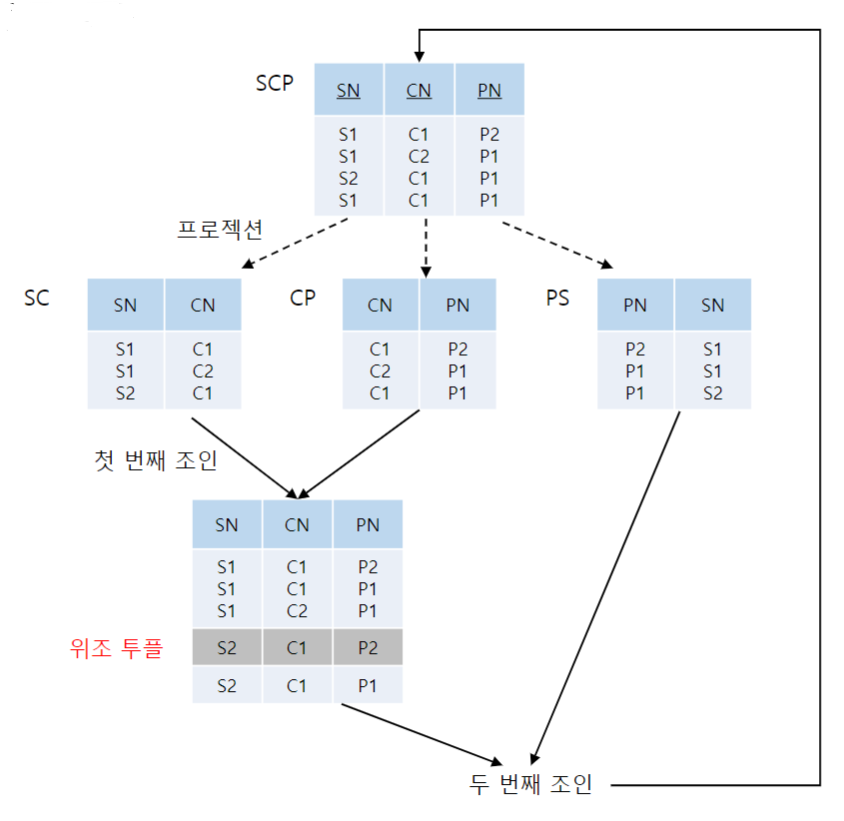 SCP
SN CN PN
S1 C1 P2
S1 C2 P1
S2 C1 P1
S1 C1 P1
프로젝션
SC
SN CN
S1 C1
S1 C2
S2 C1
CP
CN PN
C1 P2
C2 P1
C1 P1
PS
PN SN
P2 S1
P1 S1
P1 S2
첫 번째 조인
SN CN PN
S1 C1 P2
S1 C1 P1
S1 C2 P1
위조 투플
S2 C1 P2
S2 C1 P1
두 번째 조인